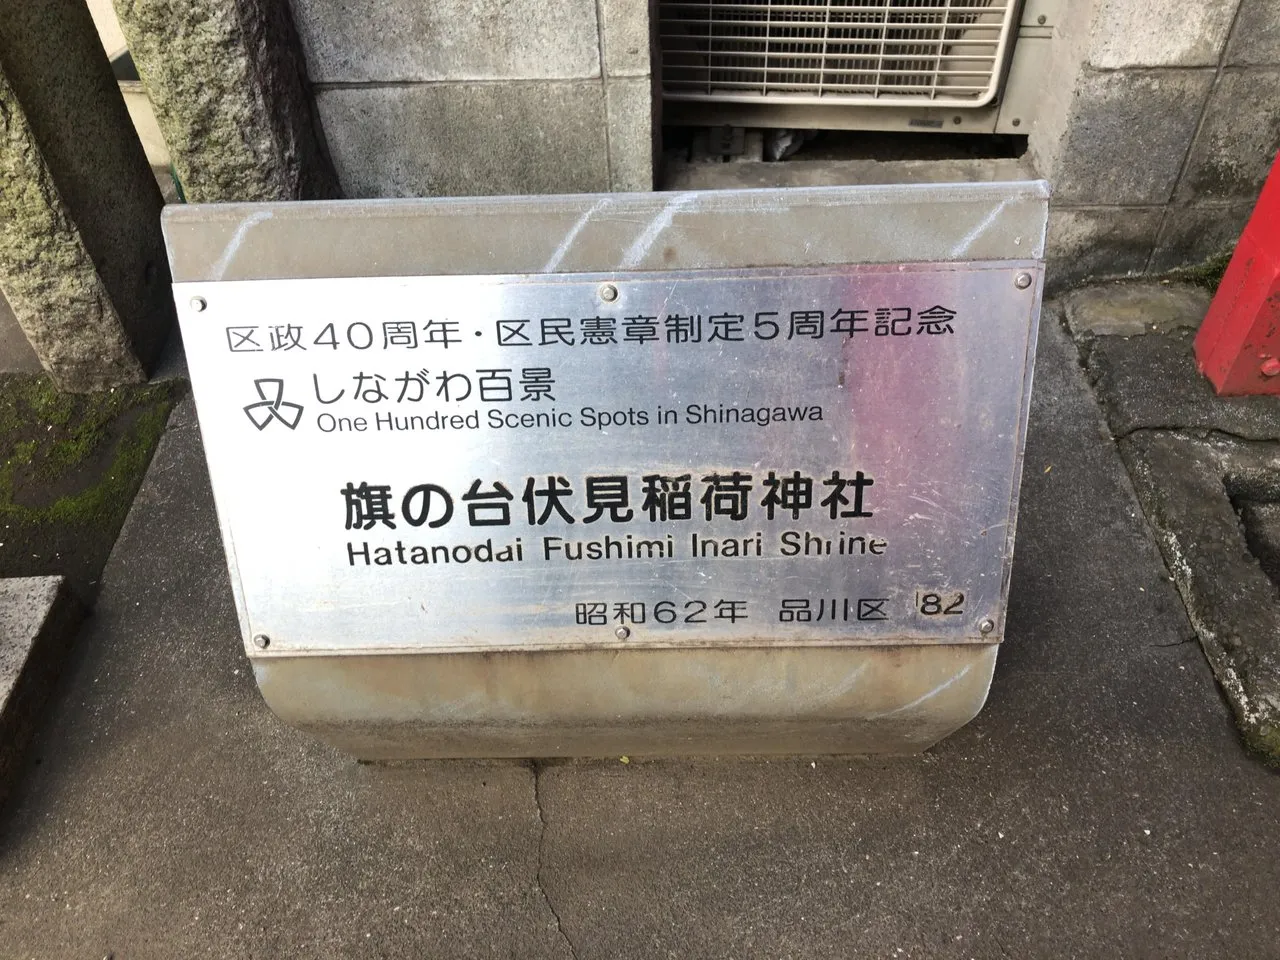 区政40周年・区民憲章制定5周年記念
しながわ百景
One Hundred Scenic Spots in Shinagawa
旗の台伏見稲荷神社
Hatanodai Fushimi Inari Shrine
昭和62年 品川区 82